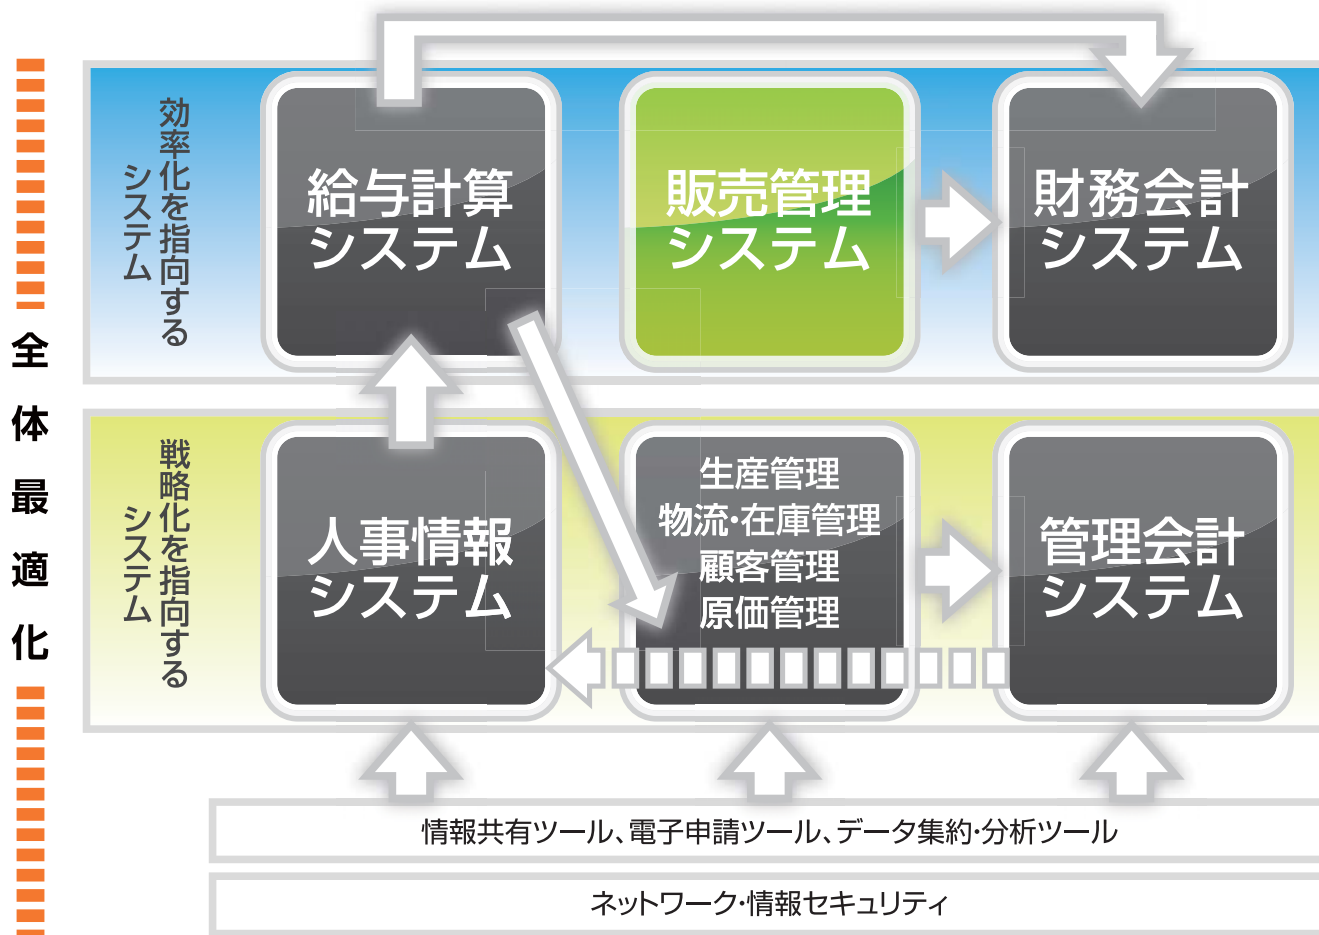 全体最適化
効率化を指向する
システム
給与計算
システム
販売管理
システム
財務会計
システム
戦略化を指向する
システム
人事情報
システム
生産管理
物流・在庫管理
顧客管理
原価管理
管理会計
システム
情報共有ツール、電子申請ツール、データ集約・分析ツール
ネットワーク・情報セキュリティ